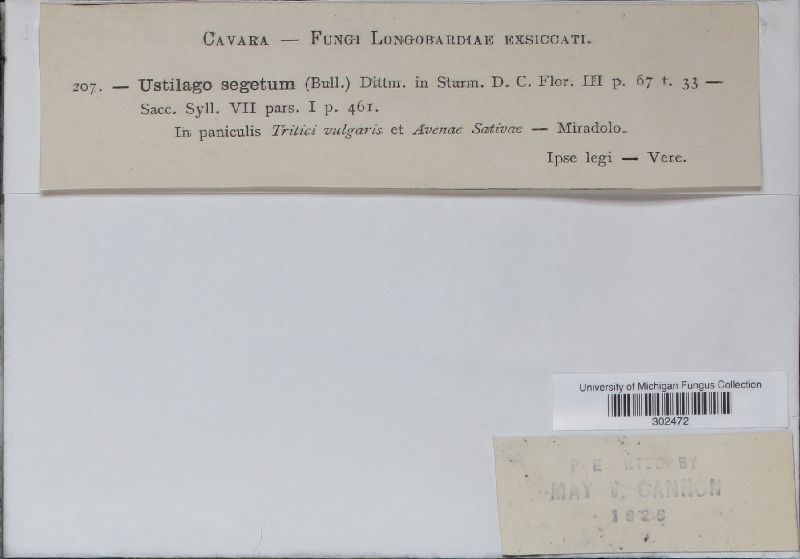 CAVARA — FUNGI LONGOBARDIAE EXSICCATI.
207. — Ustilago segetum (Bull.) Dittm. in Sturm. D. C. Flor. III p. 67 t. 33 —
Sacc. Syll. VII pars. I p. 461.
In paniculis Tritici vulgaris et Avenae Sativae — Miradolo.
Ipse legi — Vere.
University of Michigan Fungus Collection
302472
BY
MAY V. CANNON
1926